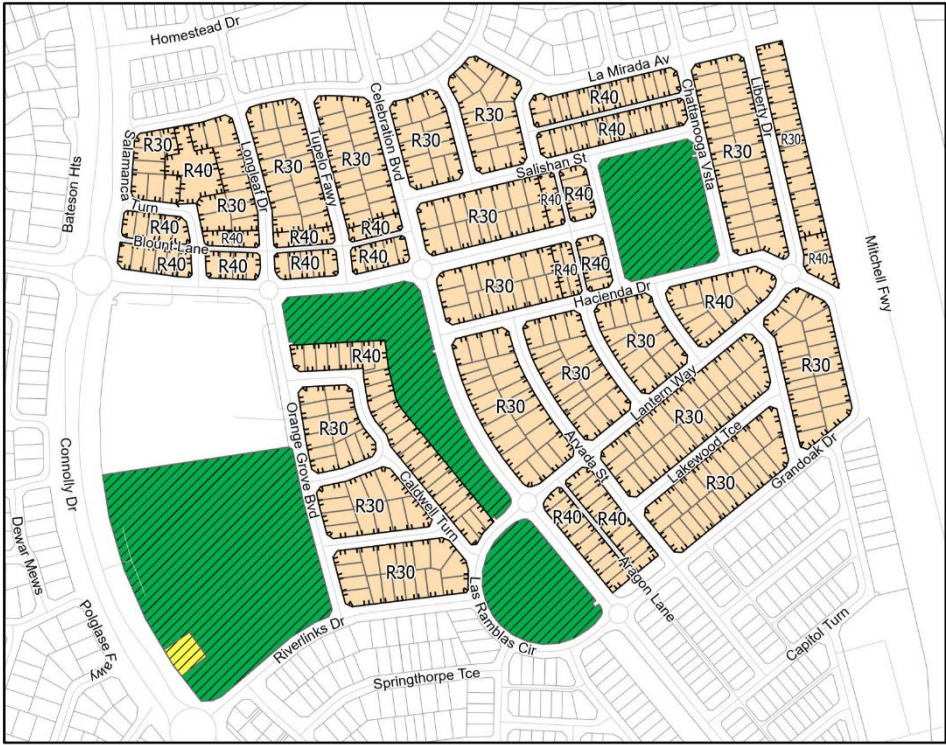 Homestead Dr
La Mirada Av
Celebration Bvd
Chattanooga Vsta
Liberty Dr
Bateson Hts
Salamanca Turn
Longleaf Dr
Tupelo Fawy
Salishan St
Blount Lane
R30
R40
R30
R40
R30
R30
R30
R30
R40
R40
R30
R30
R40
R40
R40
R40
R40
R40
R40
R40
R30
R40
R40
R30
R40
R40
Mitchell Fwy
Hacienda Dr
R40
R40
R30
R30
R30
R30
R30
Lantern Way
R30
Orange Grove Bvd
Connolly Dr
Caldwell Turn
Arvada St
Lakewood Tce
R30
Grandoak Dr
R30
R40
R40
R30
Dewar Mews
Aragon Lane
Las Ramblas Cir
Polglase Fawy
Riverlinks Dr
Springthorpe Tce
Capitol Turn